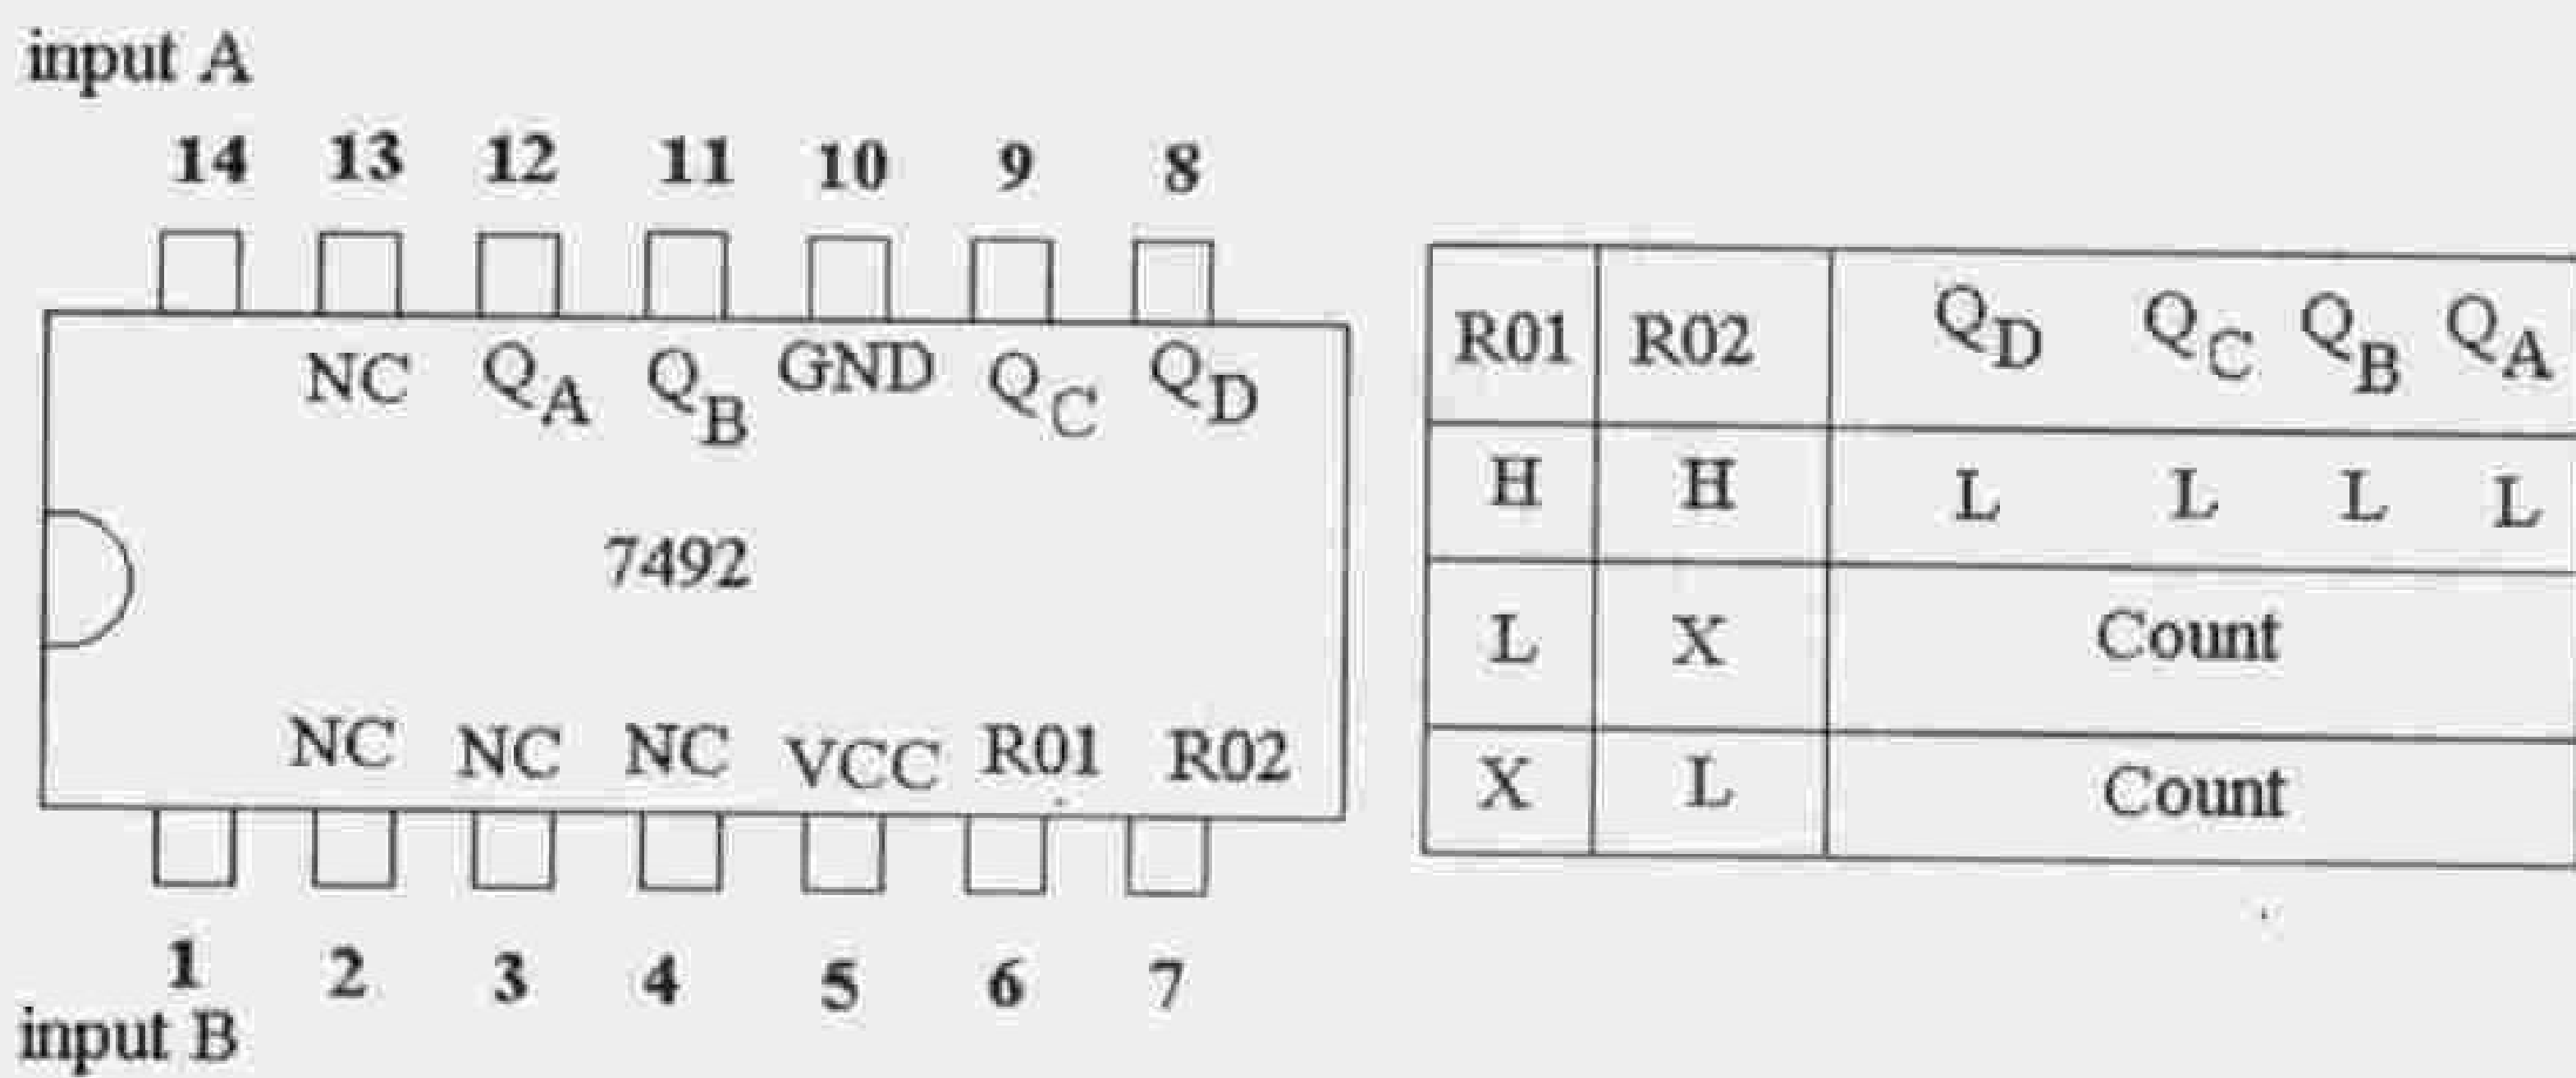 input A
14 13 12 11 10 9 8
NC QA QB GND QC QD
7492
NC NC NC VCC R01 R02
1 2 3 4 5 6 7
input B
R01 R02 QD QC QB QA
H H L L L L
L X Count
X L Count